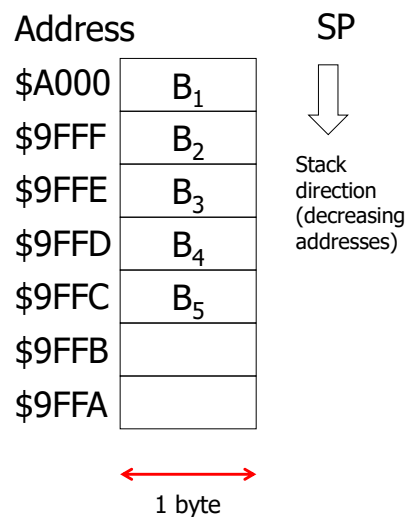 Address SP
$A000 B₁
$9FFF B₂
$9FFE B₃
$9FFD B₄
$9FFC B₅
$9FFB
$9FFA
Stack
direction
(decreasing
addresses)
1 byte